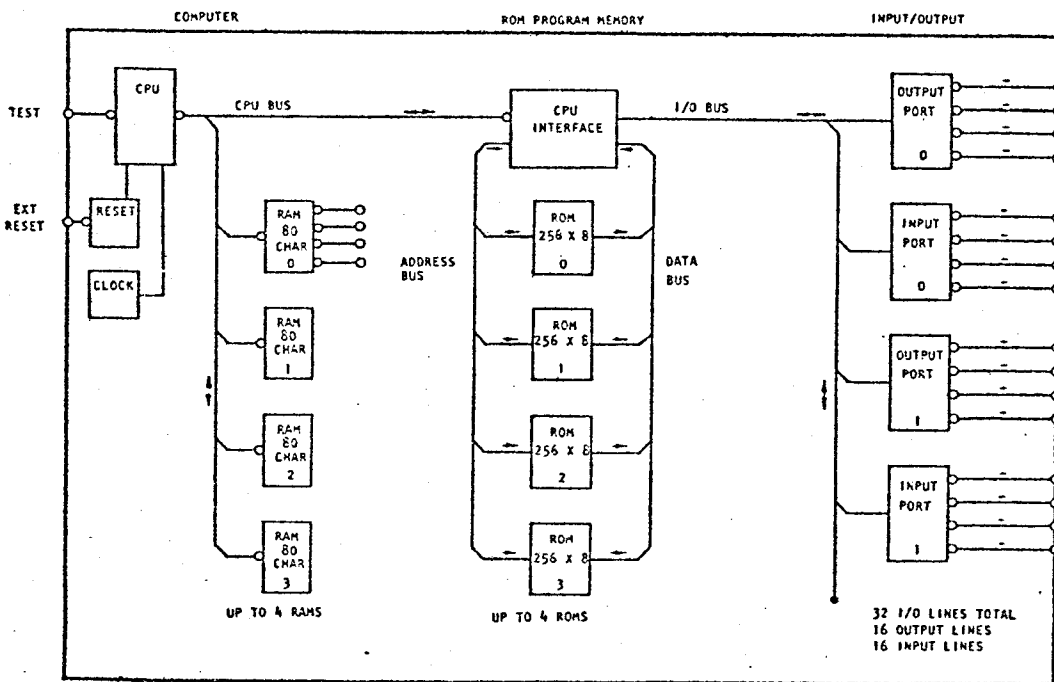 COMPUTER
ROM PROGRAM MEMORY
INPUT/OUTPUT
CPU
TEST
CPU BUS
CPU
INTERFACE
I/O BUS
OUTPUT
PORT
0
EXT
RESET
RESET
CLOCK
RAM
80
CHAR
0
RAM
80
CHAR
1
RAM
80
CHAR
2
RAM
80
CHAR
3
UP TO 4 RAMS
ADDRESS
BUS
DATA
BUS
ROM
256 X 8
0
ROM
256 X 8
1
ROM
256 X 8
2
ROM
256 X 8
3
UP TO 4 ROMS
INPUT
PORT
0
OUTPUT
PORT
1
INPUT
PORT
1
32 I/O LINES TOTAL
16 OUTPUT LINES
16 INPUT LINES